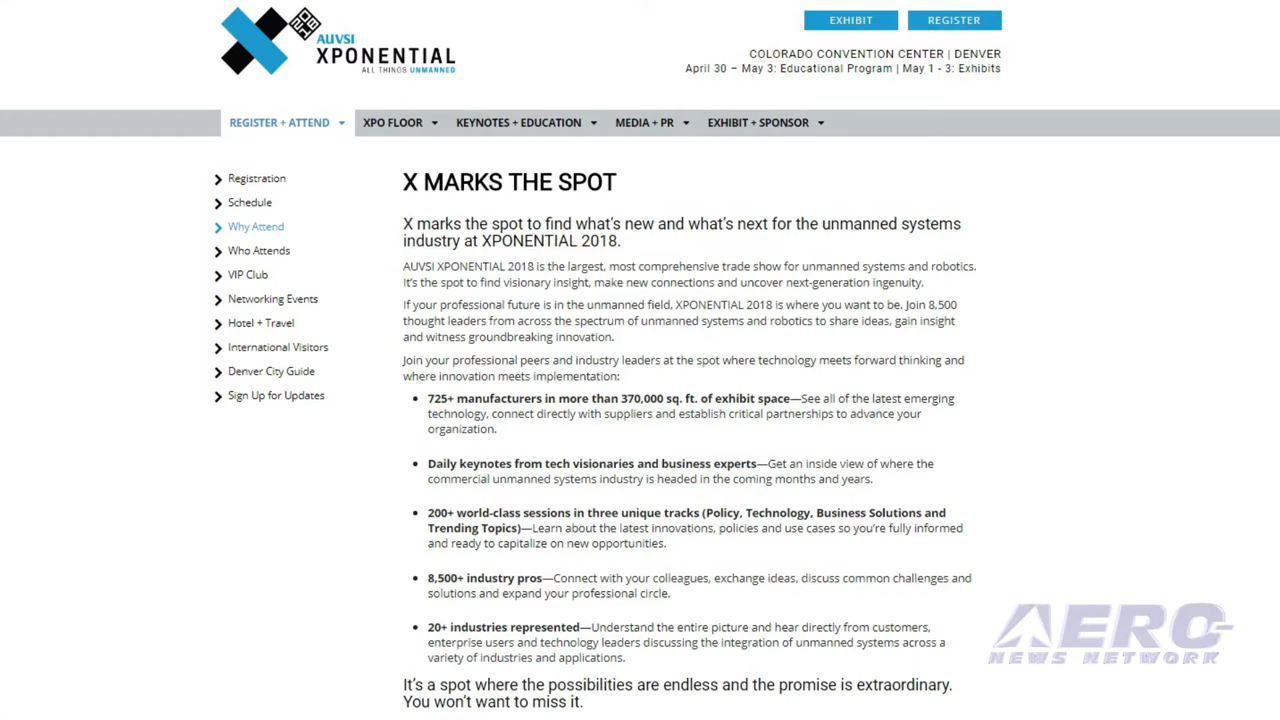 EXHIBIT
REGISTER
AUVSI
XPONENTIAL
ALL THINGS UNMANNED
COLORADO CONVENTION CENTER | DENVER
April 30 – May 3: Educational Program | May 1 - 3: Exhibits
REGISTER + ATTEND
XPO FLOOR
KEYNOTES + EDUCATION
MEDIA + PR
EXHIBIT + SPONSOR
Registration
Schedule
Why Attend
Who Attends
VIP Club
Networking Events
Hotel + Travel
International Visitors
Denver City Guide
Sign Up for Updates
X MARKS THE SPOT
X marks the spot to find what's new and what's next for the unmanned systems
industry at XPONENTIAL 2018.
AUVSI XPONENTIAL 2018 is the largest, most comprehensive trade show for unmanned systems and robotics.
It's the spot to find visionary insight, make new connections and uncover next-generation ingenuity.
If your professional future is in the unmanned field, XPONENTIAL 2018 is where you want to be. Join 8,500
thought leaders from across the spectrum of unmanned systems and robotics to share ideas, gain insight
and witness groundbreaking innovation.
Join your professional peers and industry leaders at the spot where technology meets forward thinking and
where innovation meets implementation:
• 725+ manufacturers in more than 370,000 sq. ft. of exhibit space—See all of the latest emerging
technology, connect directly with suppliers and establish critical partnerships to advance your
organization.
• Daily keynotes from tech visionaries and business experts—Get an inside view of where the
commercial unmanned systems industry is headed in the coming months and years.
• 200+ world-class sessions in three unique tracks (Policy, Technology, Business Solutions and
Trending Topics)—Learn about the latest innovations, policies and use cases so you're fully informed
and ready to capitalize on new opportunities.
• 8,500+ industry pros—Connect with your colleagues, exchange ideas, discuss common challenges and
solutions and expand your professional circle.
• 20+ industries represented—Understand the entire picture and hear directly from customers,
enterprise users and technology leaders discussing the integration of unmanned systems across a
variety of industries and applications.
It's a spot where the possibilities are endless and the promise is extraordinary.
You won't want to miss it.
AERO
NEWS NETWORK